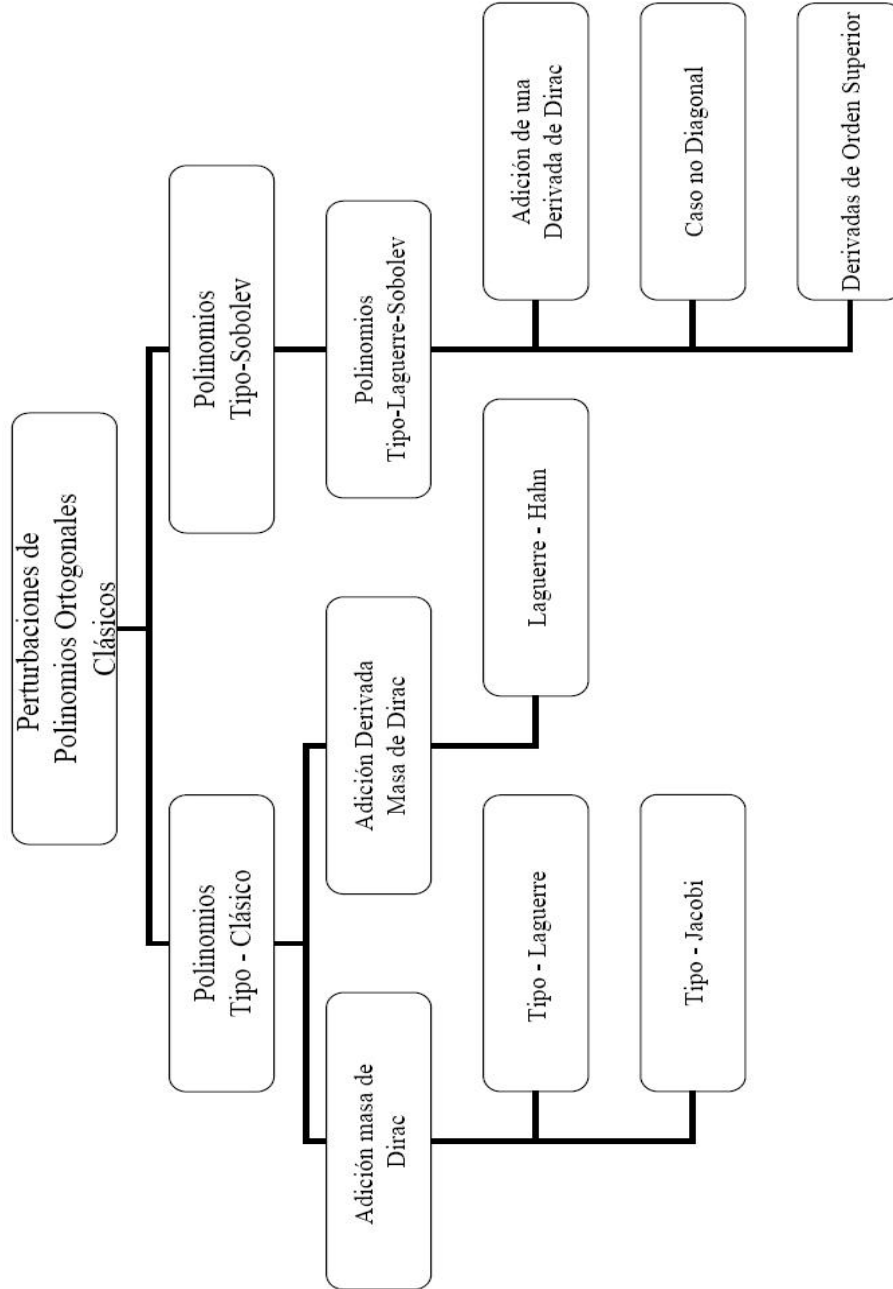 Perturbaciones de
Polinomios Ortogonales
Clásicos
Polinomios
Tipo - Clásico
Polinomios
Tipo-Sobolev
Adición masa de
Dirac
Adición Derivada
Masa de Dirac
Polinomios
Tipo-Laguerre-Sobolev
Tipo - Laguerre
Laguerre - Hahn
Adición de una
Derivada de Dirac
Tipo - Jacobi
Caso no Diagonal
Derivadas de Orden Superior